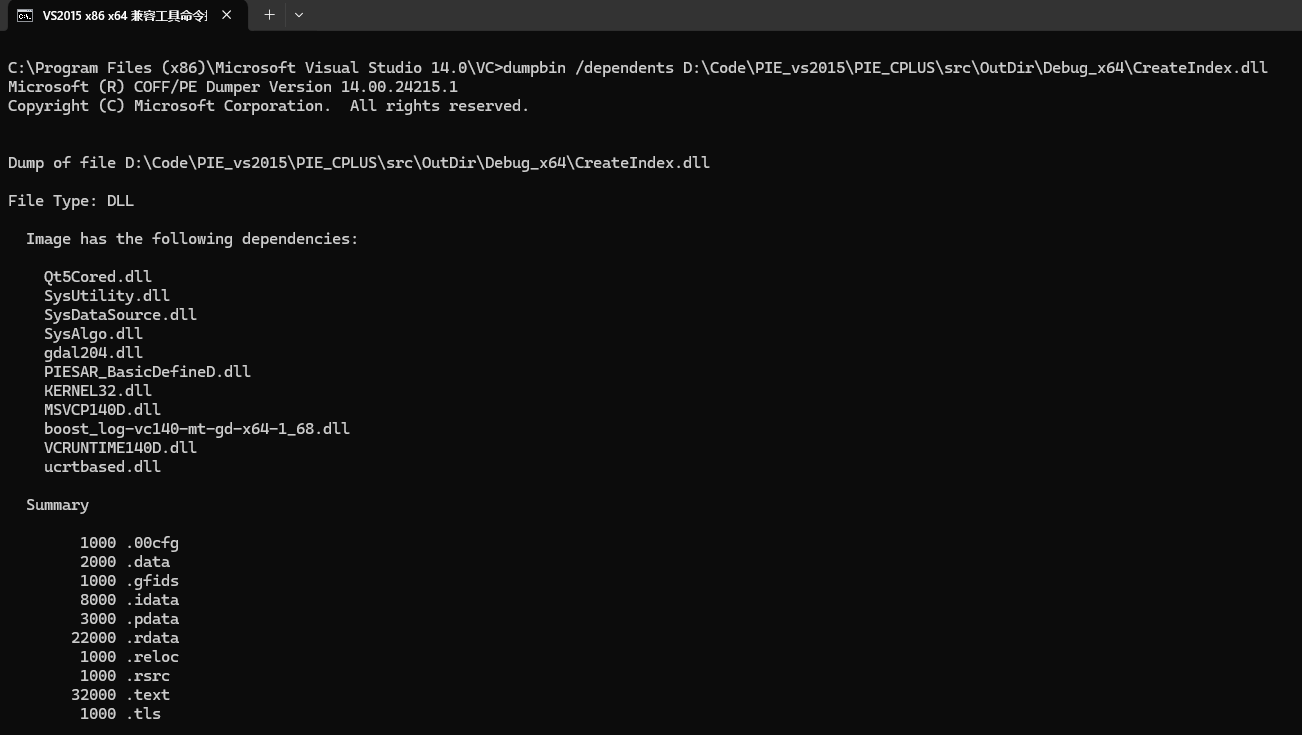 VS2015 x86 x64 兼容工具命令
C:\Program Files (x86)\Microsoft Visual Studio 14.0\VC>dumpbin /dependents D:\Code\PIE_vs2015\PIE_CPLUS\src\OutDir\Debug_x64\CreateIndex.dll
Microsoft (R) COFF/PE Dumper Version 14.00.24215.1
Copyright (C) Microsoft Corporation.  All rights reserved.
Dump of file D:\Code\PIE_vs2015\PIE_CPLUS\src\OutDir\Debug_x64\CreateIndex.dll
File Type: DLL
Image has the following dependencies:
Qt5Cored.dll
SysUtility.dll
SysDataSource.dll
SysAlgo.dll
gdal204.dll
PIESAR_BasicDefineD.dll
KERNEL32.dll
MSVCP140D.dll
boost_log-vc140-mt-gd-x64-1_68.dll
VCRUNTIME140D.dll
ucrtbased.dll
Summary
1000 .00cfg
2000 .data
1000 .gfids
8000 .idata
3000 .pdata
22000 .rdata
1000 .reloc
1000 .rsrc
32000 .text
1000 .tls